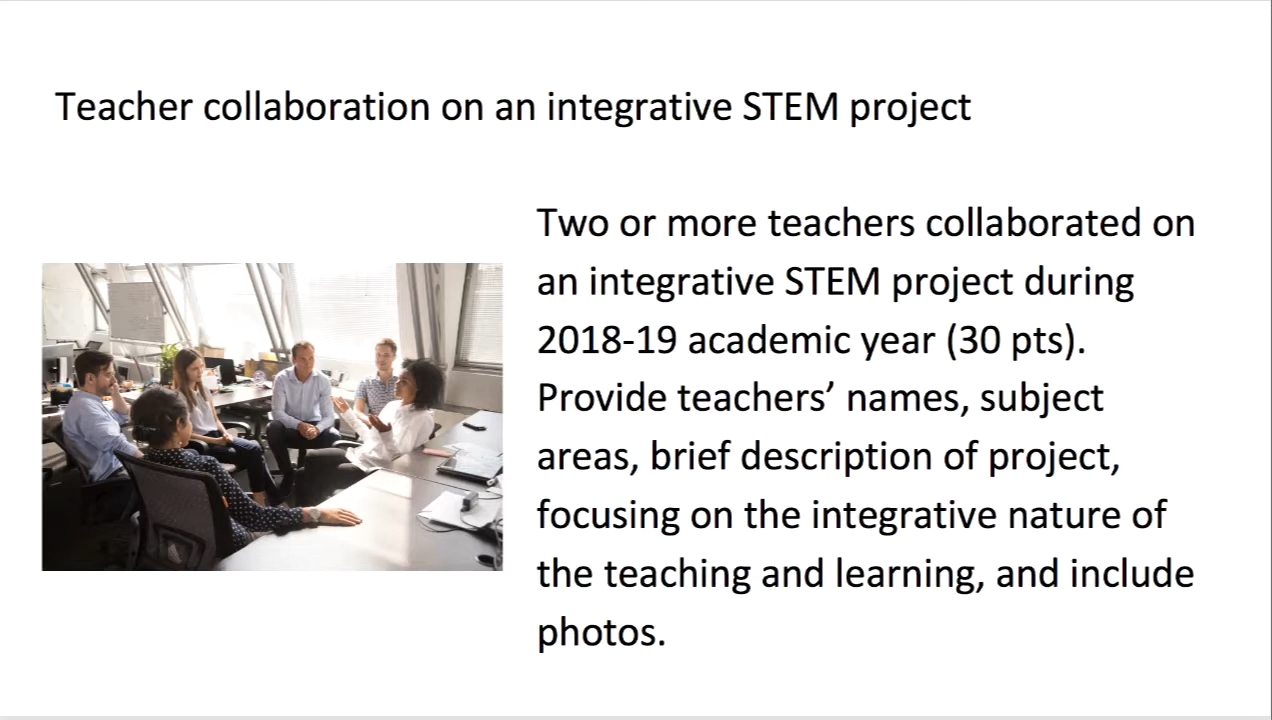 Teacher collaboration on an integrative STEM project
Two or more teachers collaborated on
an integrative STEM project during
2018-19 academic year (30 pts).
Provide teachers’ names, subject
areas, brief description of project,
focusing on the integrative nature of
the teaching and learning, and include
photos.